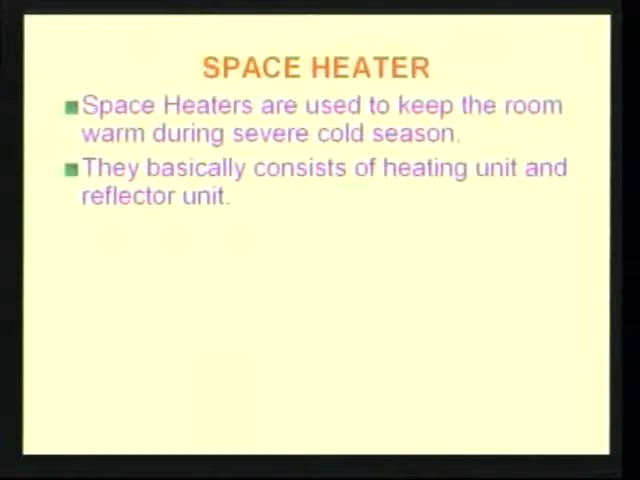 SPACE HEATER
Space Heaters are used to keep the room
warm during severe cold season.
They basically consists of heating unit and
reflector unit.